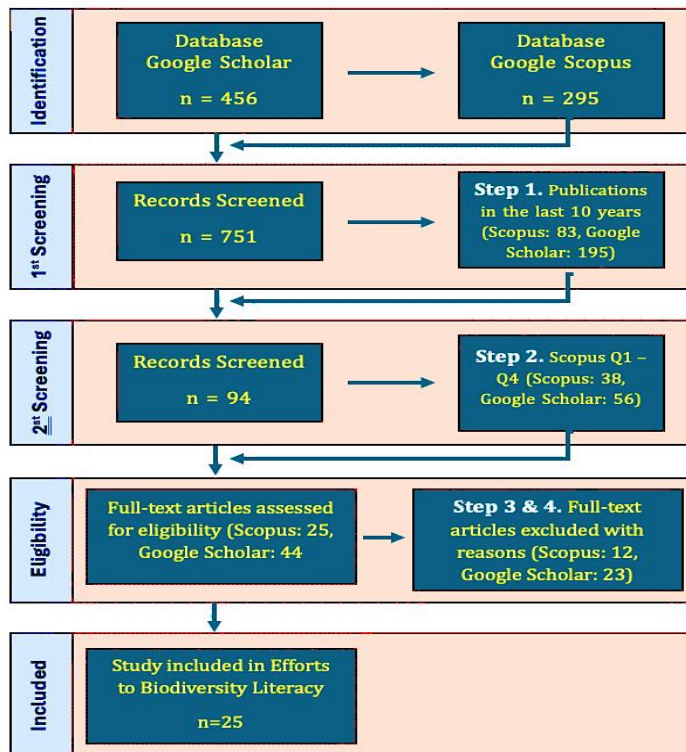 Identification
Database
Google Scholar
n = 456
Database
Google Scopus
n = 295
1st Screening
Records Screened
n = 751
Step 1. Publications
in the last 10 years
(Scopus: 83, Google
Scholar: 195)
2st Screening
Records Screened
n = 94
Step 2. Scopus Q1 –
Q4 (Scopus: 38,
Google Scholar: 56)
Eligibility
Full-text articles assessed
for eligibility (Scopus: 25,
Google Scholar: 44
Step 3 & 4. Full-text
articles excluded with
reasons (Scopus: 12,
Google Scholar: 23)
Included
Study included in Efforts
to Biodiversity Literacy
n=25